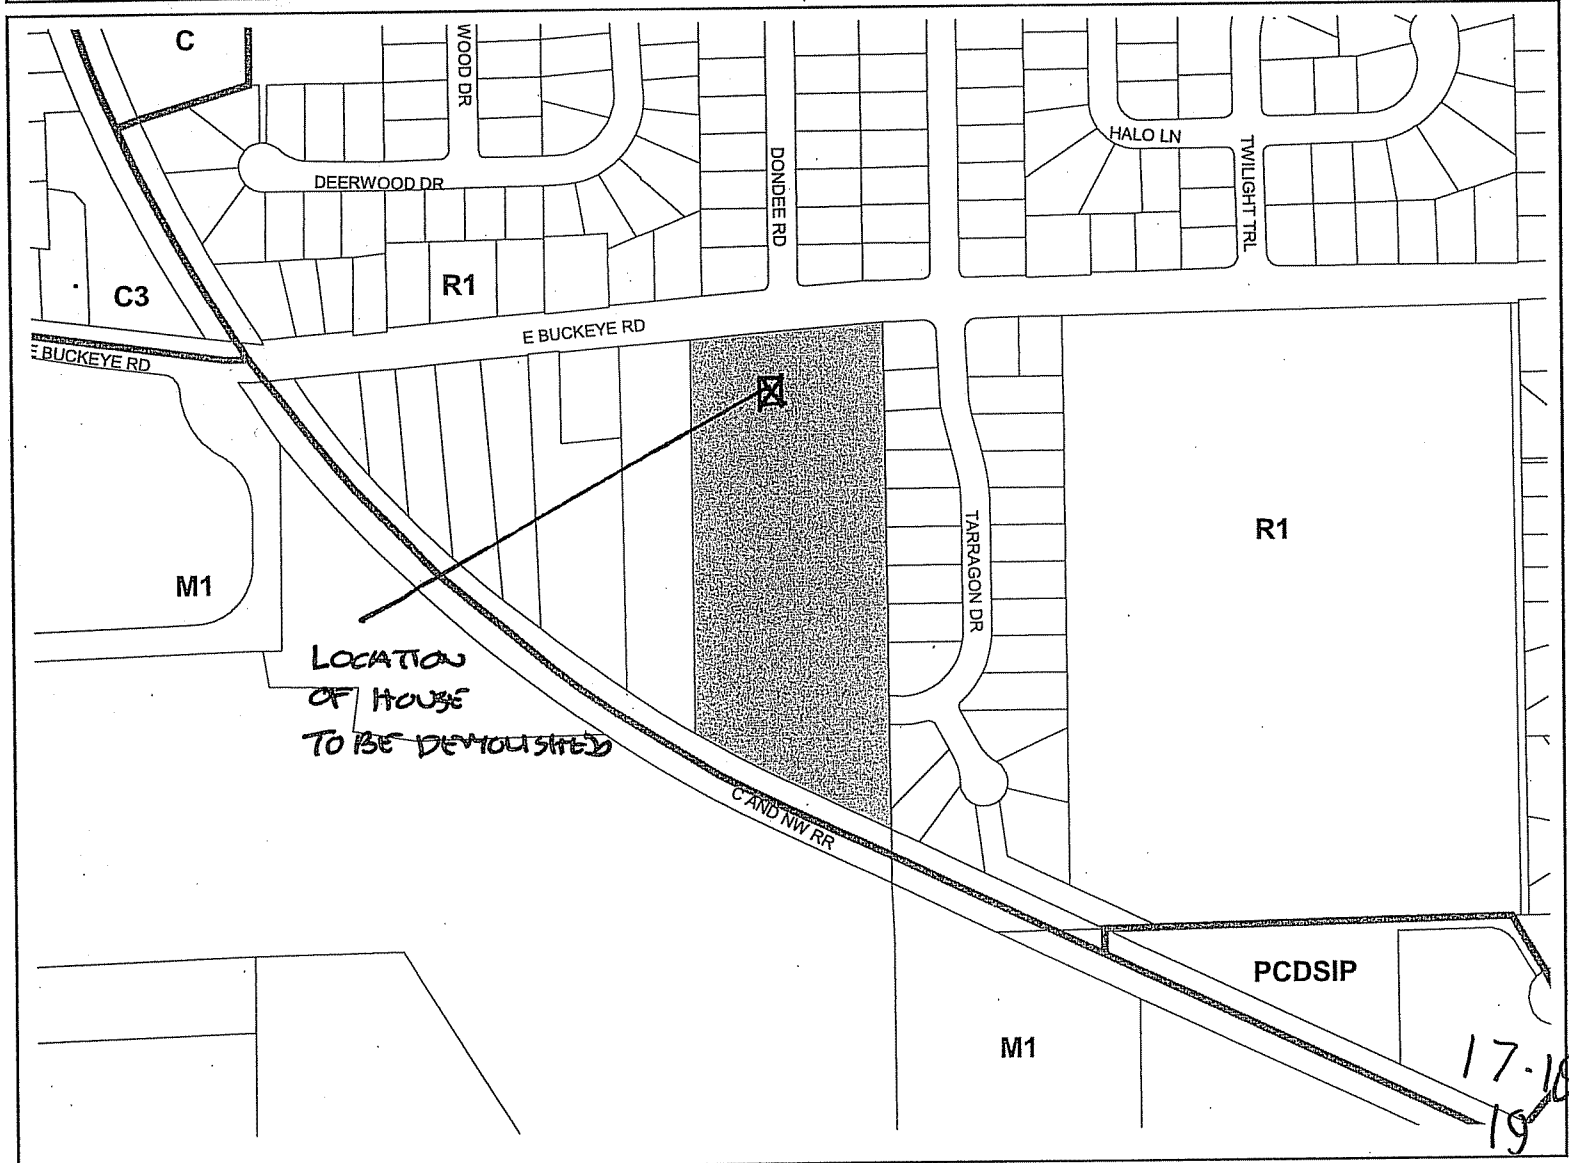 C
WOOD DR
HALO LN
DONDEE RD
TWILIGHT TRL
DEERWOOD DR
R1
C3
E BUCKEYE RD
E BUCKEYE RD
R1
TARRAGON DR
M1
LOCATION
OF HOUSE
TO BE DEMOLISHED
C AND NW RR
PCDSIP
M1
17-18
19